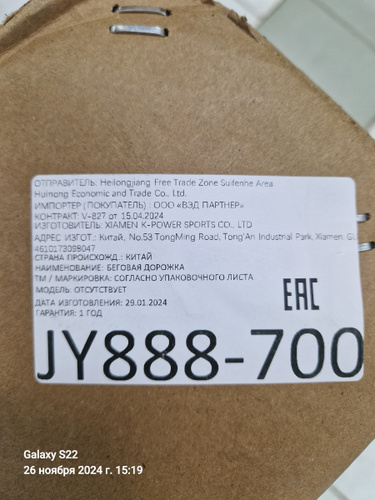 ОТПРАВИТЕЛЬ: Heilongjiang Free Trade Zone Suifenhe Area
Huinong Economic and Trade Co., Ltd.
ИМПОРТЕР (ПОКУПАТЕЛЬ) : ООО «ВЭД ПАРТНЕР»
КОНТРАКТ: V-827 от 15.04.2024
ИЗГОТОВИТЕЛЬ: XIAMEN K-POWER SPORTS CO., LTD
АДРЕС ИЗГОТ.: Китай, No.53 TongMing Road, Tong'An Industrial Park, Xiamen,
4610173098047
СТРАНА ПРОИСХОЖД.: КИТАЙ
НАИМЕНОВАНИЕ: БЕГОВАЯ ДОРОЖКА
ТМ / МАРКИРОВКА: СОГЛАСНО УПАКОВОЧНОГО ЛИСТА
МОДЕЛЬ: ОТСУТСТВУЕТ
ДАТА ИЗГОТОВЛЕНИЯ: 29.01.2024
ГАРАНТИЯ: 1 ГОД
EAC
JY888-700
Galaxy S22
26 ноября 2024 г. 15:19